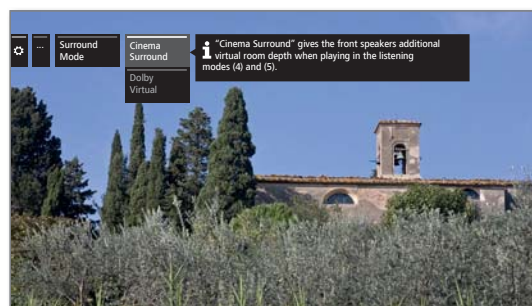 ...
Surround
Mode
Cinema
Surround
Dolby
Virtual
“Cinema Surround” gives the front speakers additional
virtual room depth when playing in the listening
modes (4) and (5).